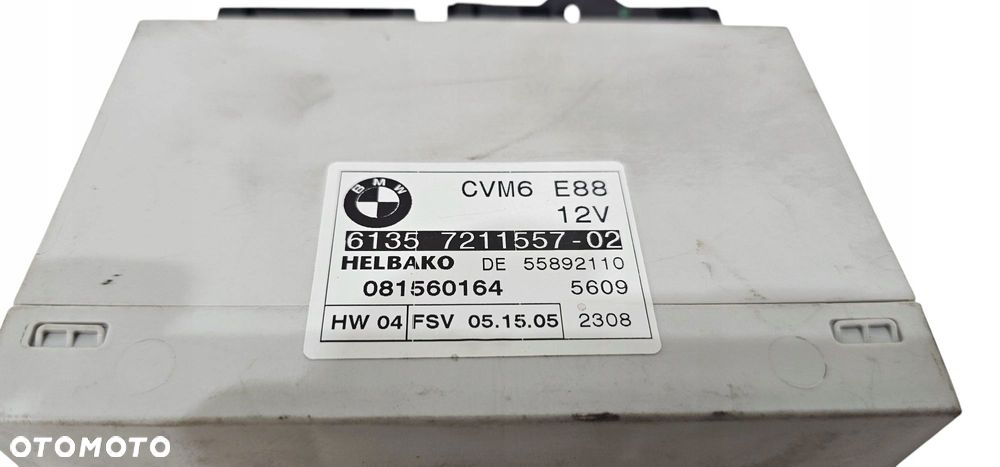 BMW
CVM6 E88
12V
6135 7211557-02
HELBAKO DE 55892110
081560164 5609
HW 04 FSV 05.15.05 2308
OTOMOTO